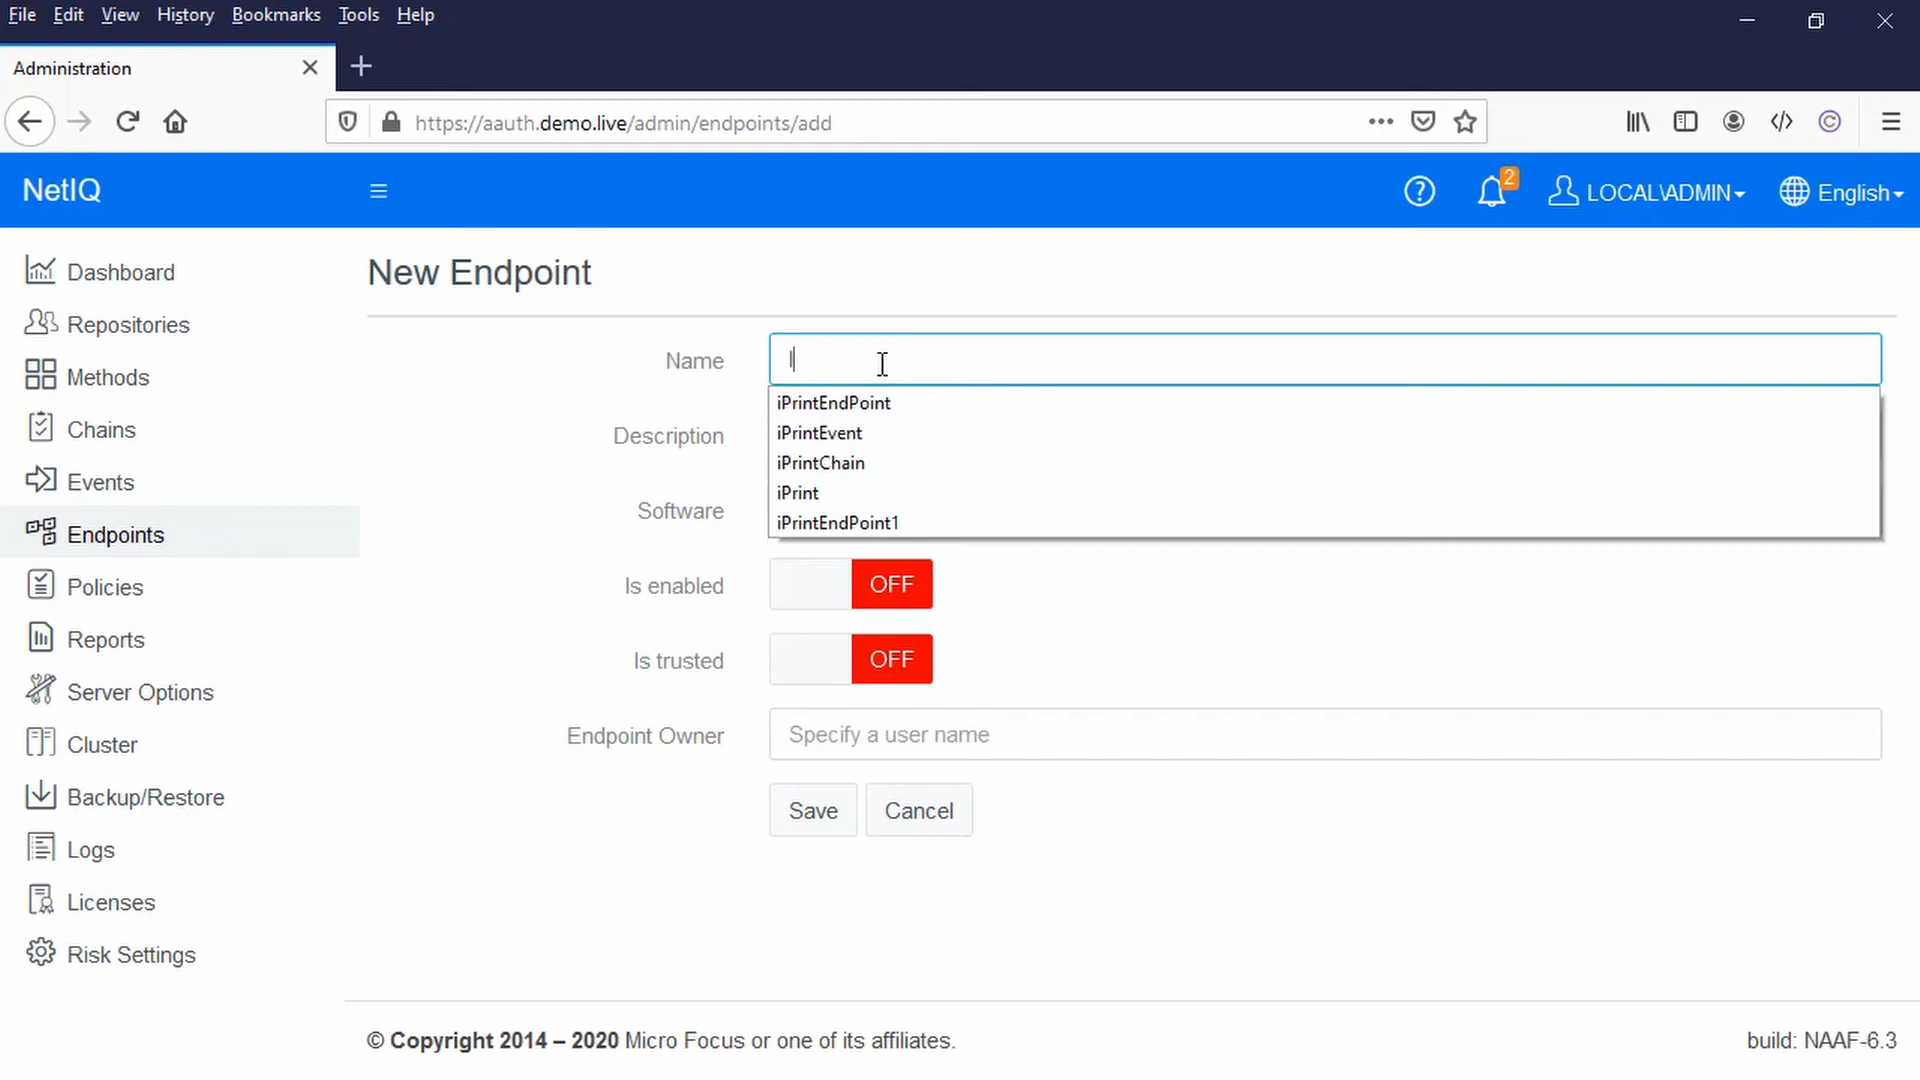 File Edit View History Bookmarks Tools Help
Administration
https://aauth.demo.live/admin/endpoints/add
NetIQ
2
LOCAL\ADMIN
English
Dashboard
Repositories
Methods
Chains
Events
Endpoints
Policies
Reports
Server Options
Cluster
Backup/Restore
Logs
Licenses
Risk Settings
New Endpoint
Name
I
iPrintEndPoint
iPrintEvent
iPrintChain
iPrint
iPrintEndPoint1
Description
Software
Is enabled
OFF
Is trusted
OFF
Endpoint Owner
Specify a user name
Save Cancel
© Copyright 2014 – 2020 Micro Focus or one of its affiliates.
build: NAAF-6.3